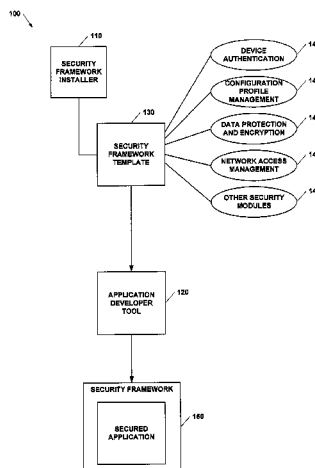 100
110
SECURITY
FRAMEWORK
INSTALLER
130
SECURITY
FRAMEWORK
TEMPLATE
DEVICE
AUTHENTICATION
CONFIGURATION
PROFILE
MANAGEMENT
DATA PROTECTION
AND ENCRYPTION
NETWORK ACCESS
MANAGEMENT
OTHER SECURITY
MODULES
APPLICATION
DEVELOPER
TOOL
120
SECURITY FRAMEWORK
SECURED
APPLICATION